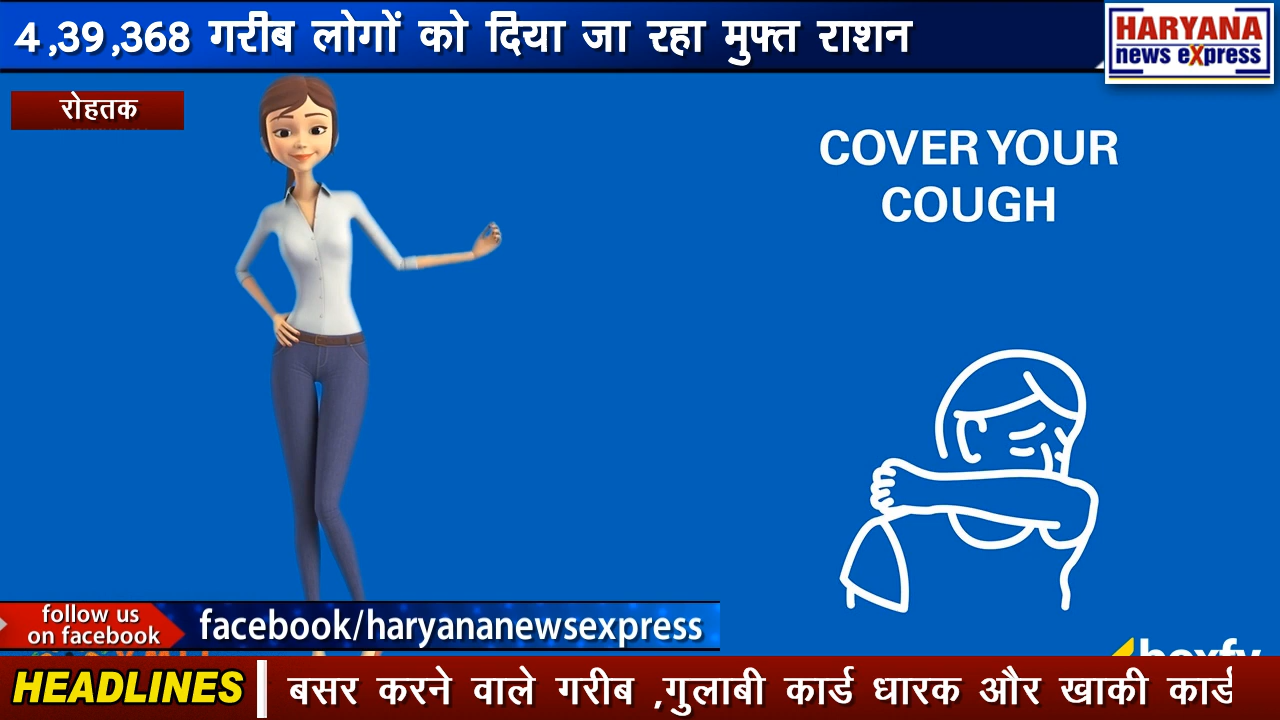 4,39,368 गरीब लोगों को दिया जा रहा मुफ्त राशन
HARYANA
news eXpress
रोहतक
COVER YOUR
COUGH
follow us
on facebook
facebook/haryananewsexpress
HEADLINES
बसर करने वाले गरीब ,गुलाबी कार्ड धारक और खाकी कार्ड